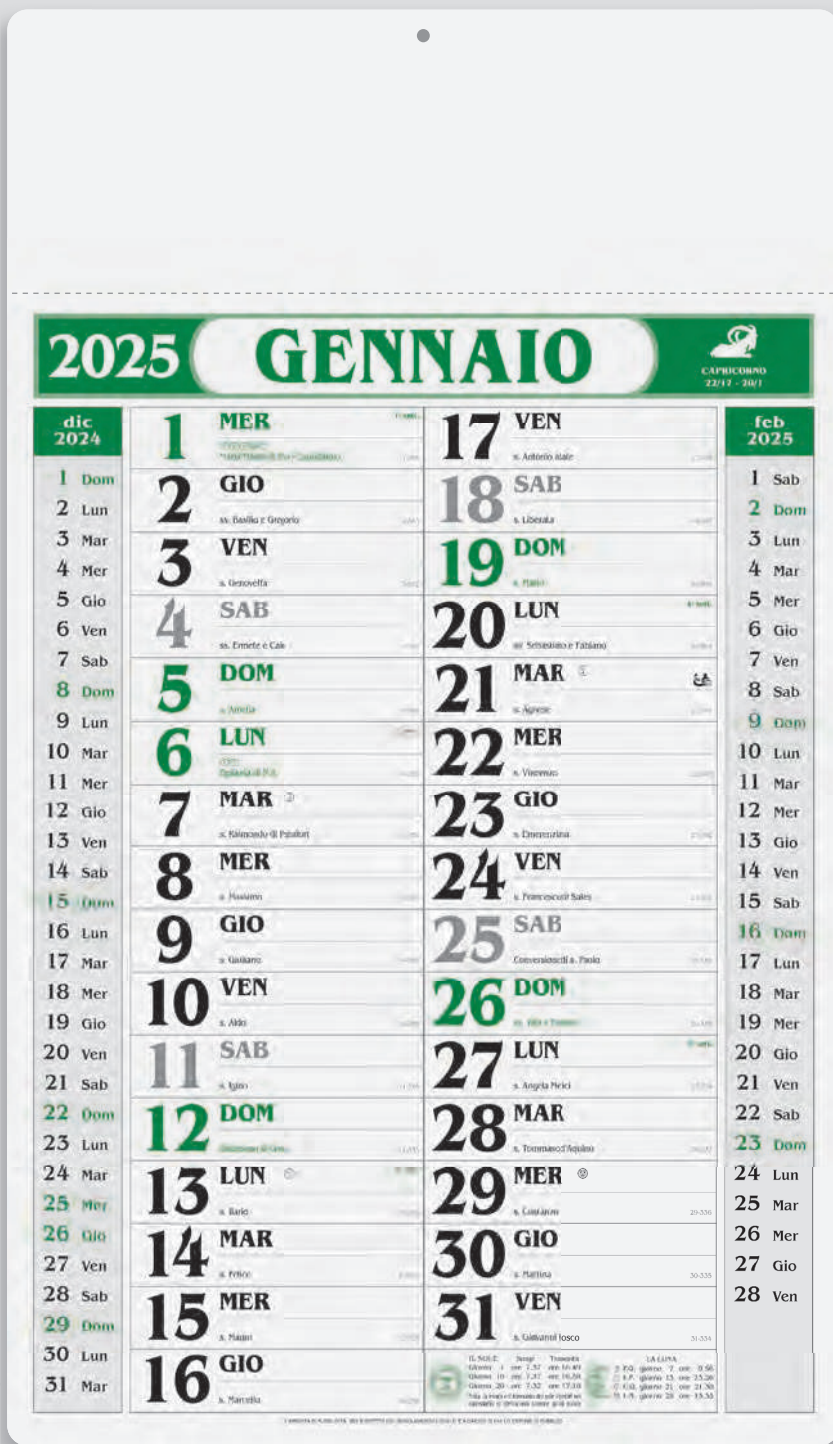 2025 GENNAIO
CAPRICORNO
22/12 - 20/1
dic
2024
1 Dom
2 Lun
3 Mar
4 Mer
5 Gio
6 Ven
7 Sab
8 Dom
9 Lun
10 Mar
11 Mer
12 Gio
13 Ven
14 Sab
15 Dom
16 Lun
17 Mar
18 Mer
19 Gio
20 Ven
21 Sab
22 Dom
23 Lun
24 Mar
25 Mer
26 Gio
27 Ven
28 Sab
29 Dom
30 Lun
31 Mar
1 MER
2 GIO
ss. Basilio e Gregorio
3 VEN
s. Genoveffa
4 SAB
ss. Ermete e Caio
5 DOM
s. Amelia
6 LUN
Epifania di N.S.
7 MAR
s. Raimondo di Peñafort
8 MER
s. Massimo
9 GIO
s. Giuliano
10 VEN
s. Aldo
11 SAB
s. Igino
12 DOM
13 LUN
s. Ilario
14 MAR
s. Felice
15 MER
s. Mauro
16 GIO
s. Marcello
17 VEN
s. Antonio abate
18 SAB
s. Liberata
19 DOM
s. Mario
20 LUN
ss. Sebastiano e Fabiano
21 MAR
s. Agnese
22 MER
s. Vincenzo
23 GIO
s. Emerenziana
24 VEN
s. Francesco di Sales
25 SAB
Conversione di s. Paolo
26 DOM
27 LUN
s. Angela Merici
28 MAR
s. Tommaso d'Aquino
29 MER
s. Costanzo
29-336
30 GIO
s. Martina
30-335
31 VEN
s. Giovanni Bosco
31-334
IL SOLE Sorge Tramonta
LA LUNA
feb
2025
1 Sab
2 Dom
3 Lun
4 Mar
5 Mer
6 Gio
7 Ven
8 Sab
9 Dom
10 Lun
11 Mar
12 Mer
13 Gio
14 Ven
15 Sab
16 Dom
17 Lun
18 Mar
19 Mer
20 Gio
21 Ven
22 Sab
23 Dom
24 Lun
25 Mar
26 Mer
27 Gio
28 Ven